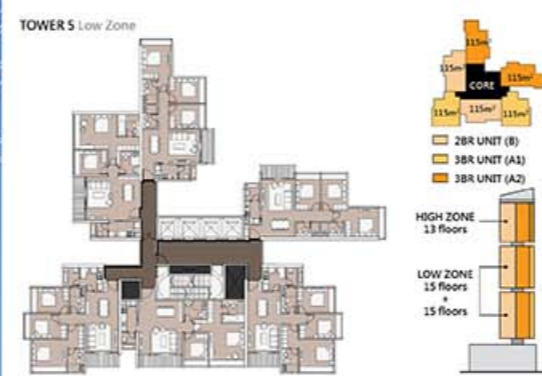 TOWER 5 Low Zone
115m²
115m²
115m²
CORE
115m²
115m²
115m²
2BR UNIT (B)
3BR UNIT (A1)
3BR UNIT (A2)
HIGH ZONE
13 floors
LOW ZONE
15 floors
+
15 floors